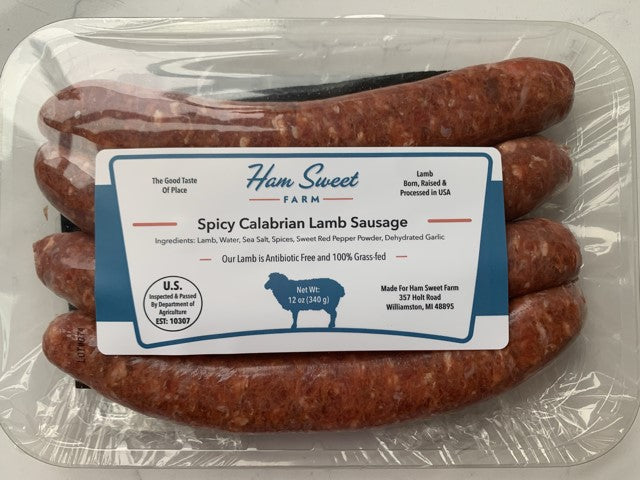 The Good Taste
Of Place
Ham Sweet
FARM
Lamb
Born, Raised &
Processed in USA
Spicy Calabrian Lamb Sausage
Ingredients: Lamb, Water, Sea Salt, Spices, Sweet Red Pepper Powder, Dehydrated Garlic
Our Lamb is Antibiotic Free and 100% Grass-fed
U.S.
Inspected & Passed
By Department of
Agriculture
EST: 10307
Net Wt:
12 oz (340 g)
Made For Ham Sweet Farm
357 Holt Road
Williamston, MI 48895